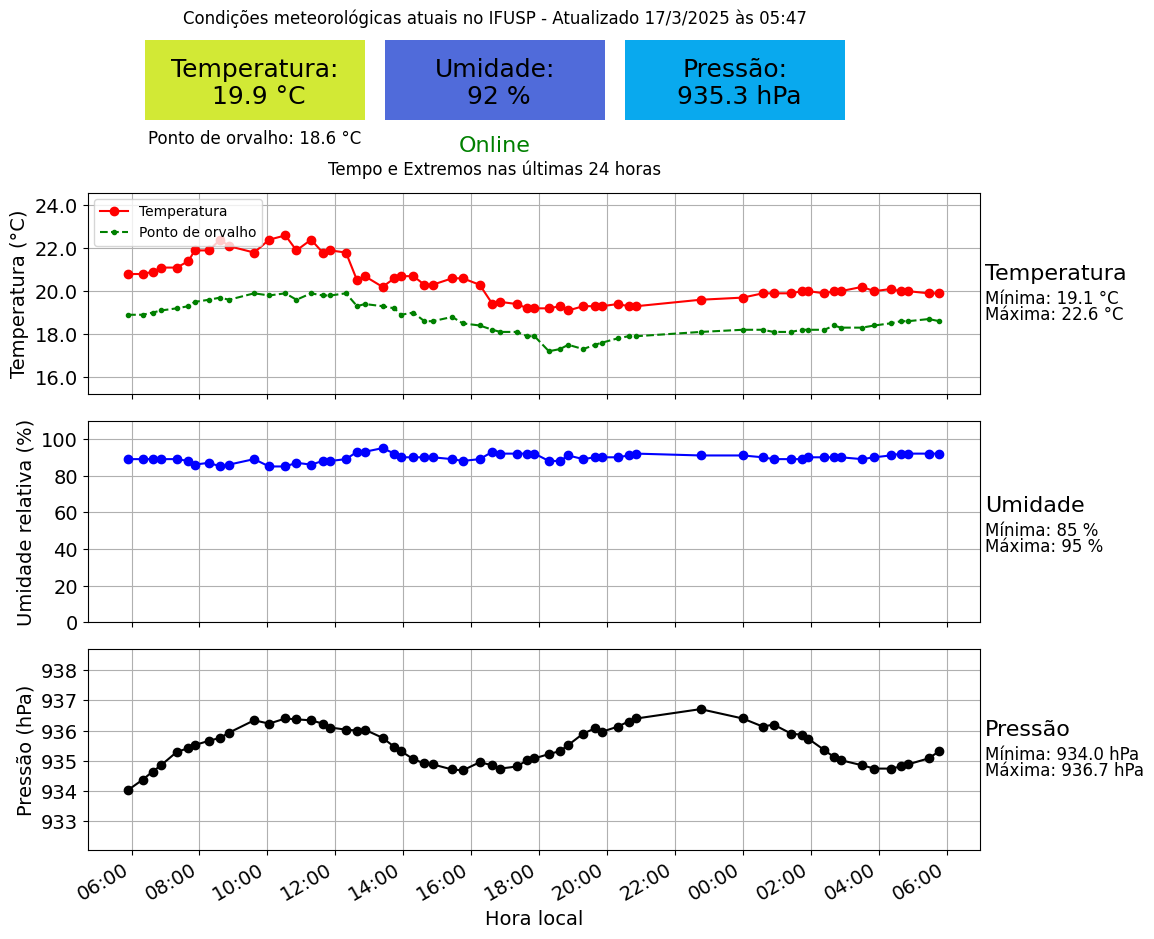 Condições meteorológicas atuais no IFUSP - Atualizado 17/3/2025 às 05:47
Temperatura:
19.9 °C
Umidade:
92 %
Pressão:
935.3 hPa
Ponto de orvalho: 18.6 °C
Online
Tempo e Extremos nas últimas 24 horas
Temperatura (°C)
24.0
22.0
20.0
18.0
16.0
Temperatura
Ponto de orvalho
Temperatura
Mínima: 19.1 °C
Máxima: 22.6 °C
Umidade relativa (%)
100
80
60
40
20
0
Umidade
Mínima: 85 %
Máxima: 95 %
Pressão (hPa)
938
937
936
935
934
933
Pressão
Mínima: 934.0 hPa
Máxima: 936.7 hPa
06:00 08:00 10:00 12:00 14:00 16:00 18:00 20:00 22:00 00:00 02:00 04:00 06:00
Hora local